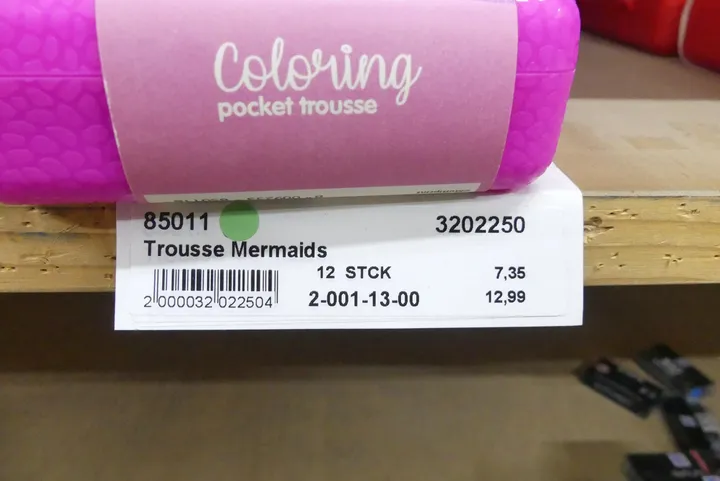 Coloring
pocket trousse
85011
3202250
Trousse Mermaids
12 STCK
7,35
2 000032 022504
2-001-13-00
12,99